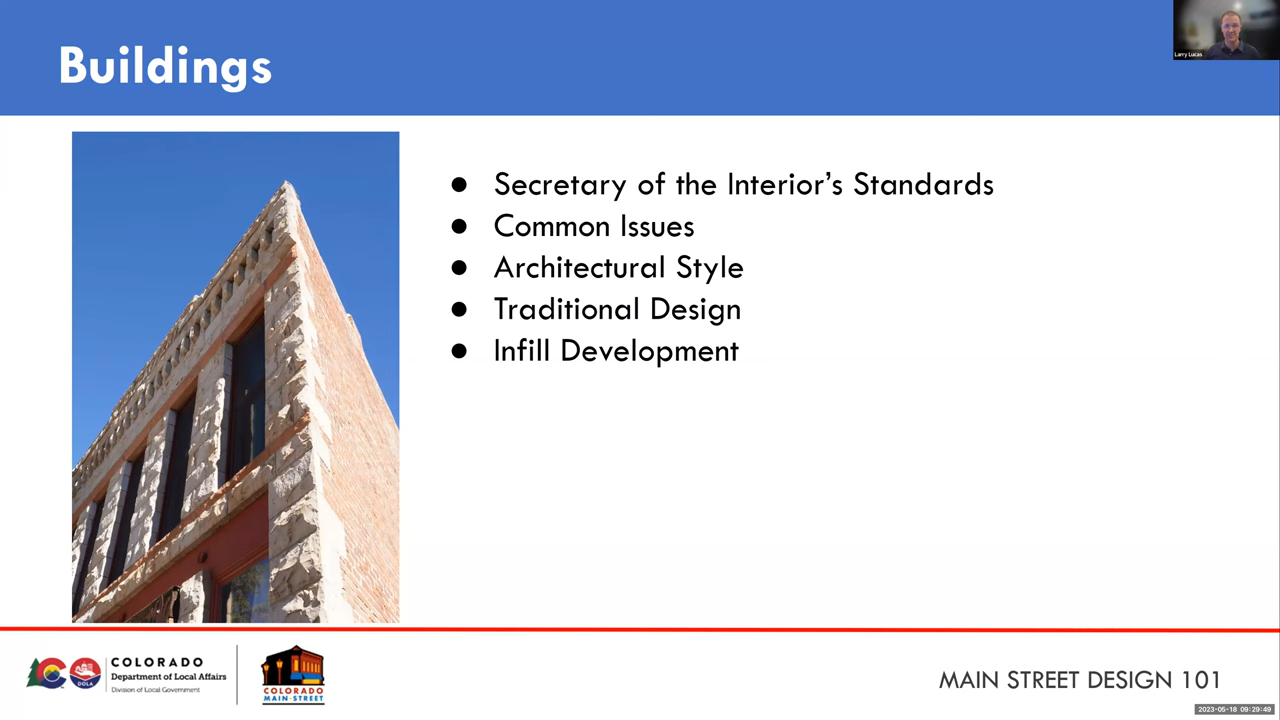 Buildings
Larry Lucas
● Secretary of the Interior’s Standards
● Common Issues
● Architectural Style
● Traditional Design
● Infill Development
COLORADO
Department of Local Affairs
Division of Local Government
DOLA
COLORADO
MAIN STREET
MAIN STREET DESIGN 101
2023-05-18 09:29:49